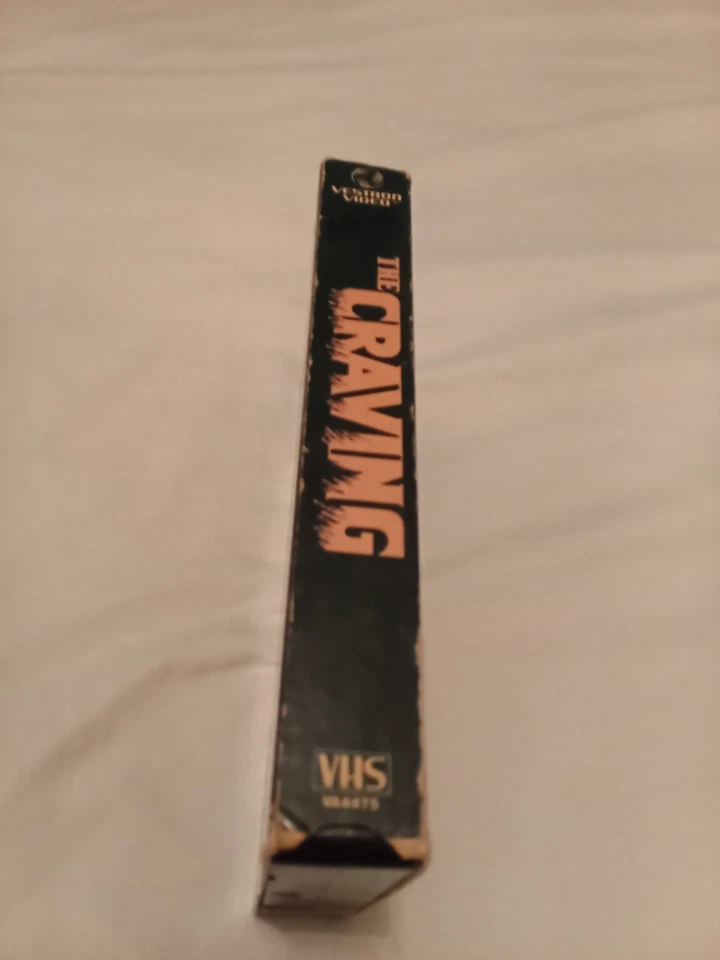 VESTRON
VIDEO
THE
CRAVING
VHS
VA4475